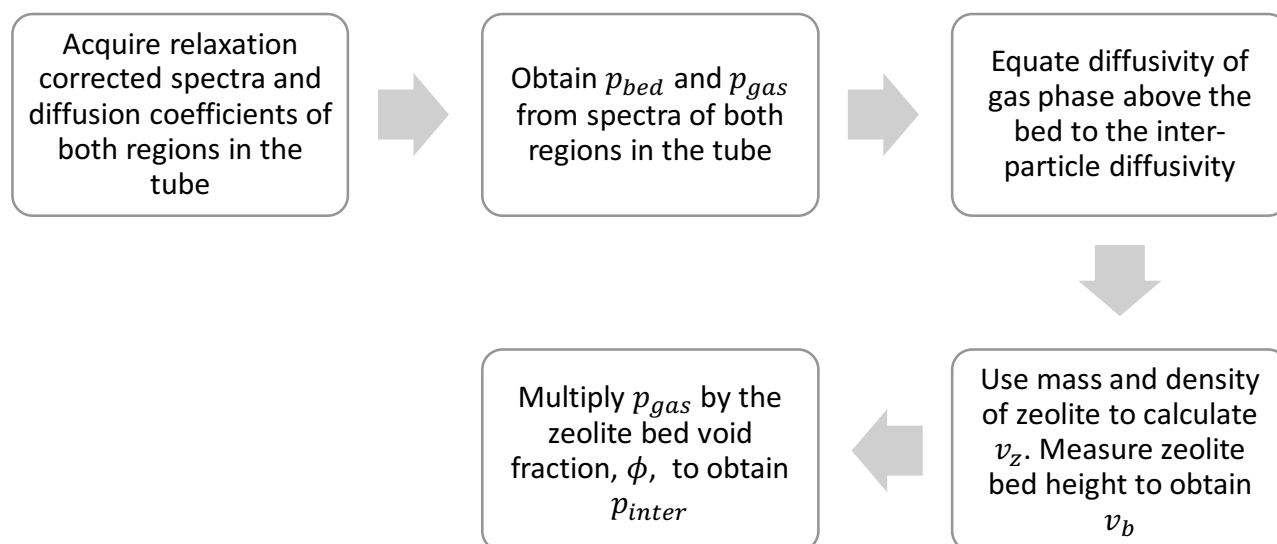 Acquire relaxation
corrected spectra and
diffusion coefficients of
both regions in the
tube
Obtain p_bed and p_gas
from spectra of both
regions in the tube
Equate diffusivity of
gas phase above the
bed to the inter-
particle diffusivity
Use mass and density
of zeolite to calculate
v_z. Measure zeolite
bed height to obtain
v_b
Multiply p_gas by the
zeolite bed void
fraction, ϕ, to obtain
p_inter